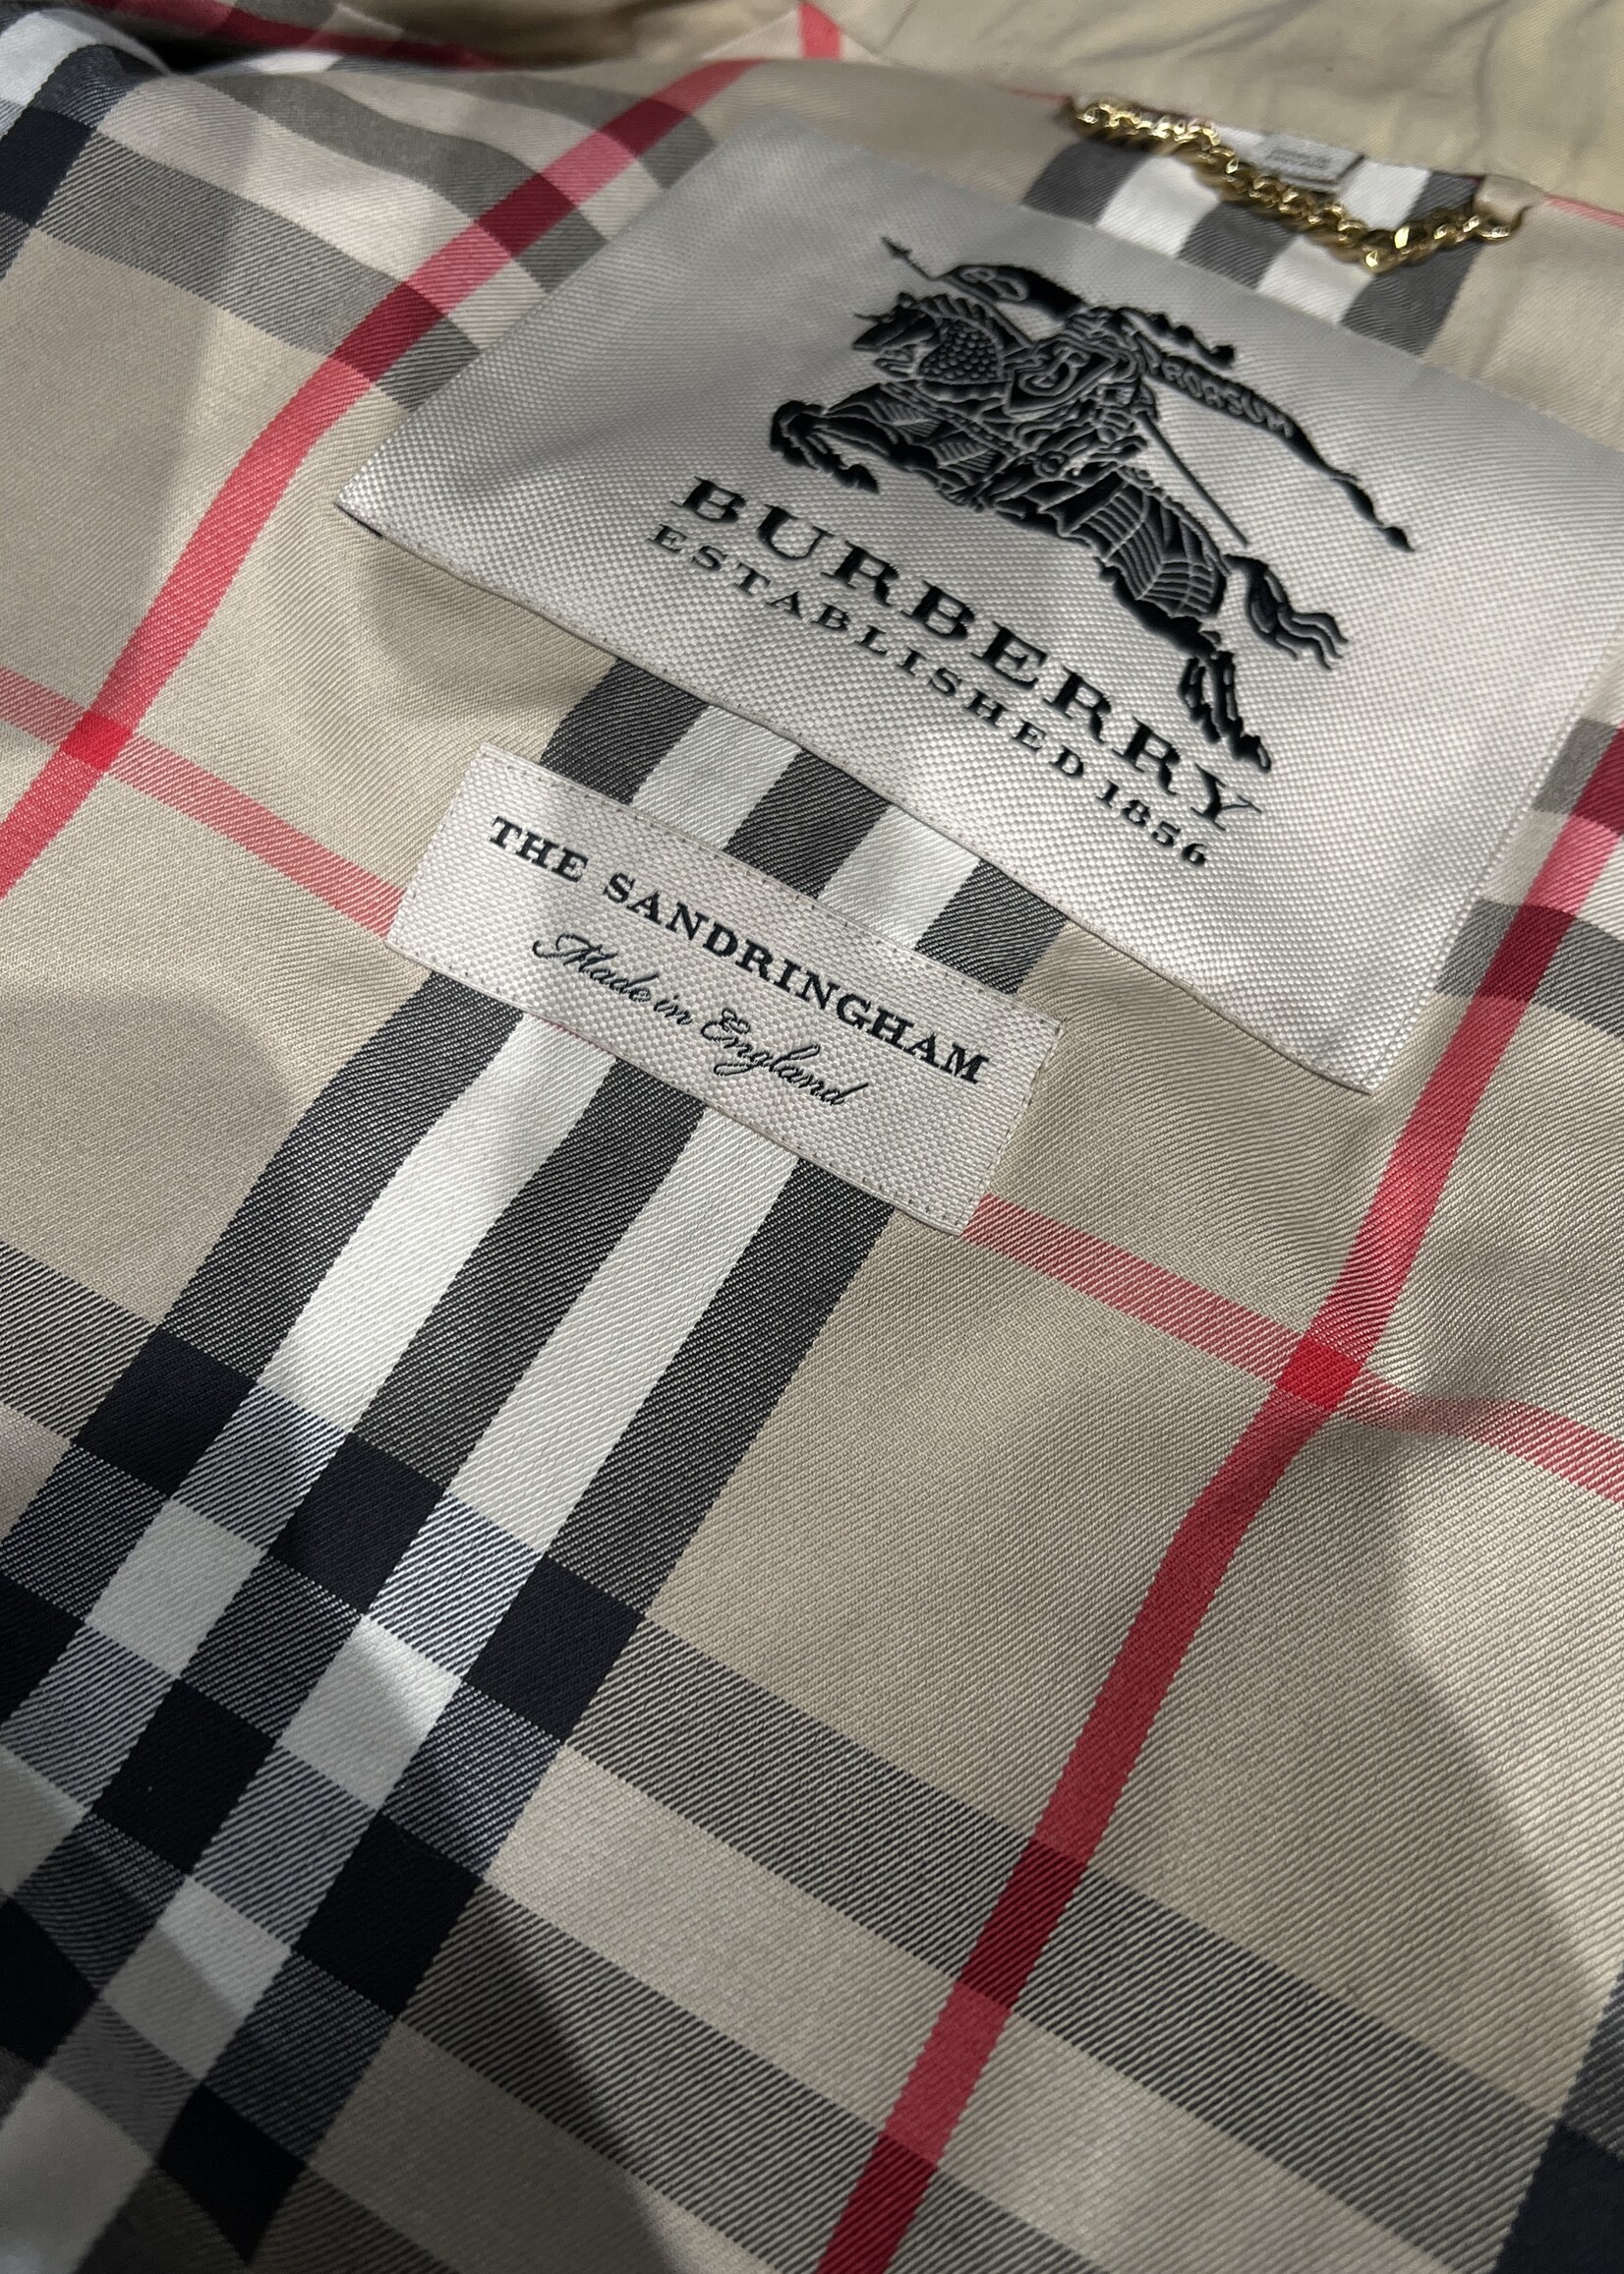 PRORSUM
BURBERRY
ESTABLISHED 1856
THE SANDRINGHAM
Made in England